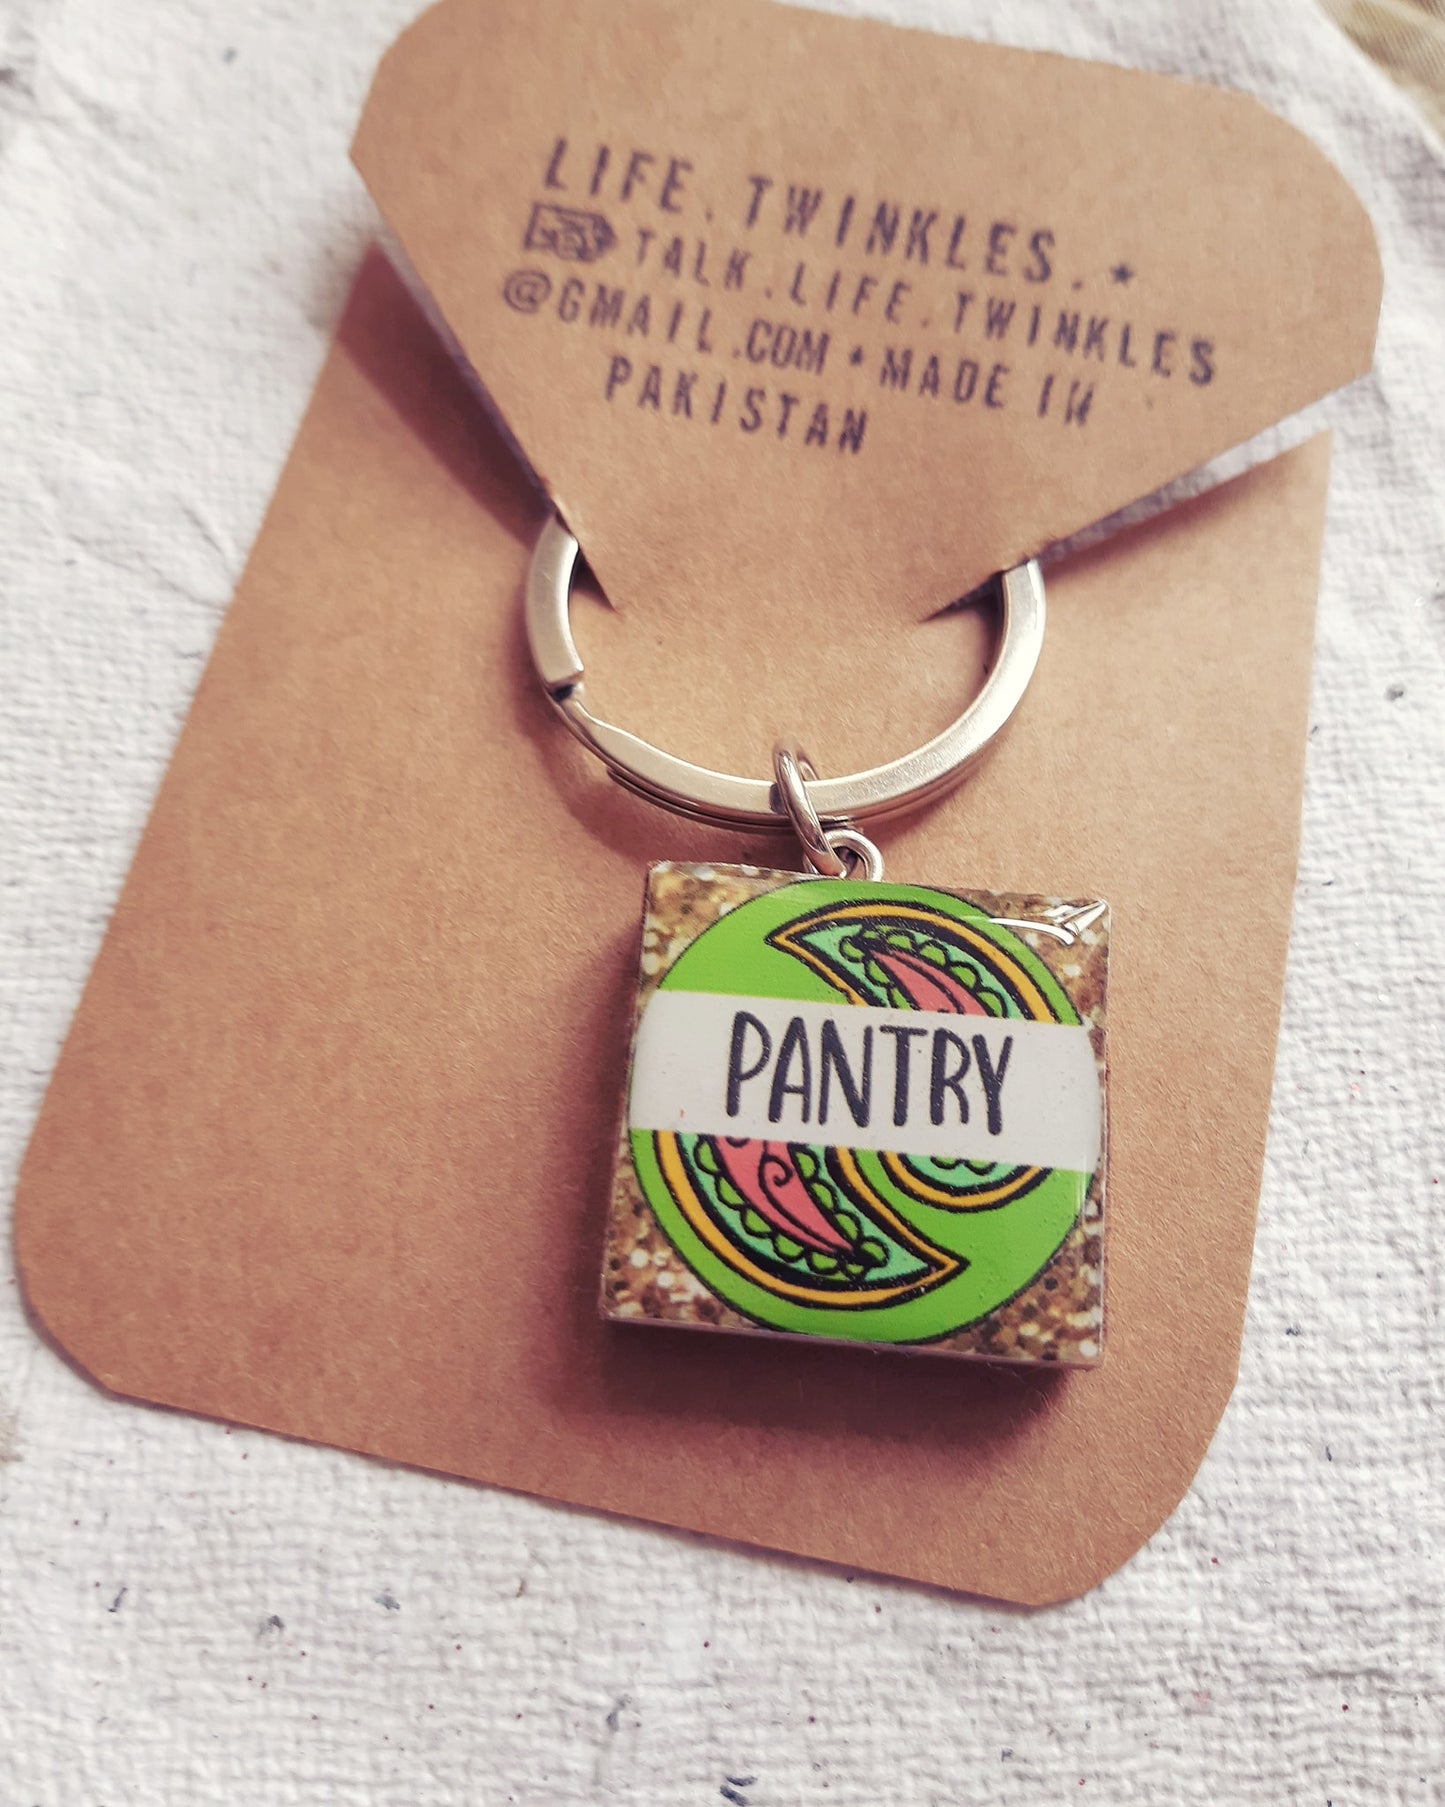 LIFE.TWINKLES.★
TALK.LIFE.TWINKLES
@GMAIL.COM • MADE IN
PAKISTAN
PANTRY